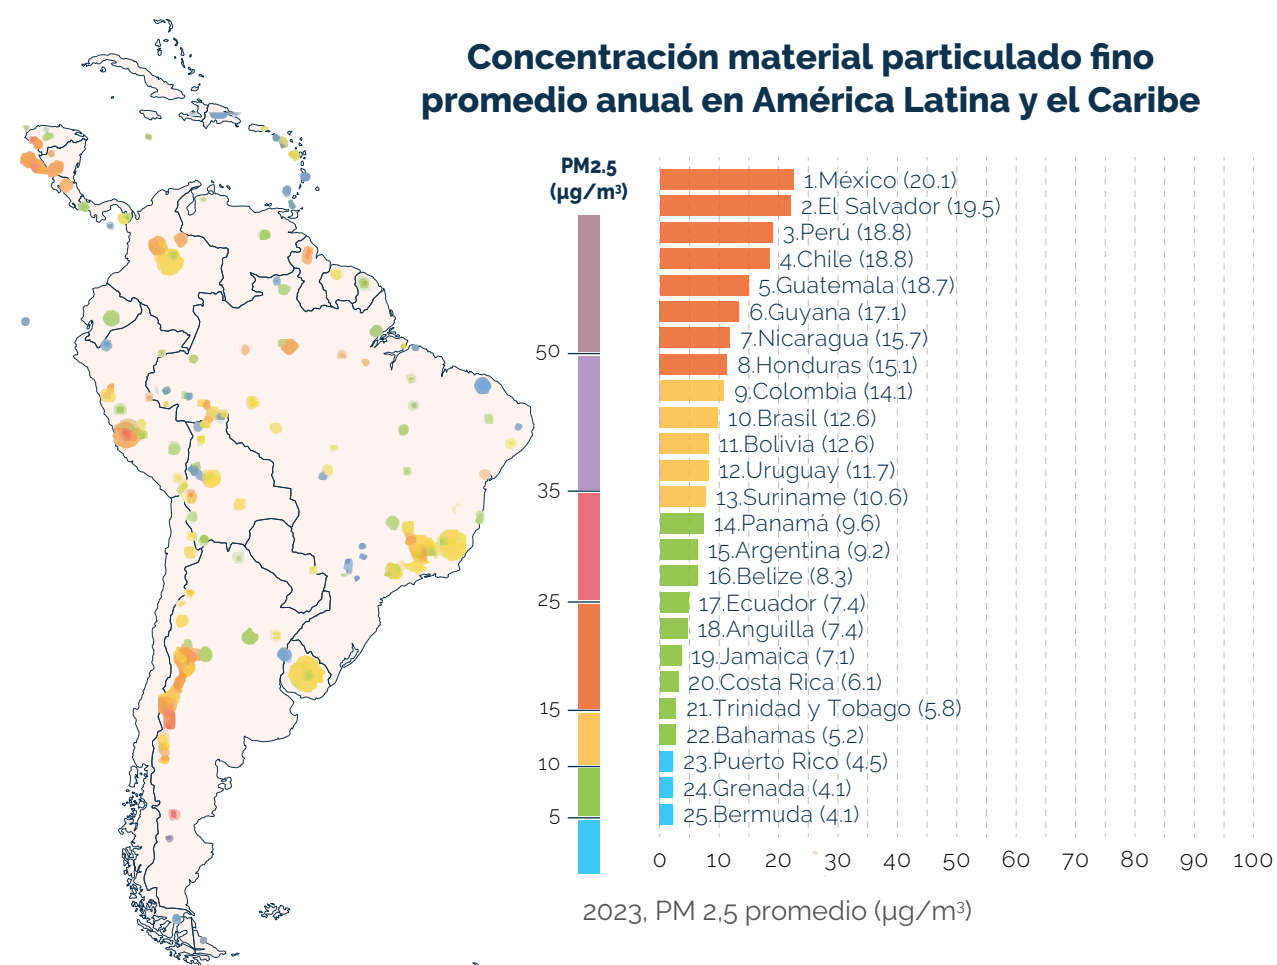 Concentración material particulado fino
promedio anual en América Latina y el Caribe
PM2.5
(µg/m³)
50
35
25
15
10
5
1.México (20.1)
2.El Salvador (19.5)
3.Perú (18.8)
4.Chile (18.8)
5.Guatemala (18.7)
6.Guyana (17.1)
7.Nicaragua (15.7)
8.Honduras (15.1)
9.Colombia (14.1)
10.Brasil (12.6)
11.Bolivia (12.6)
12.Uruguay (11.7)
13.Suriname (10.6)
14.Panamá (9.6)
15.Argentina (9.2)
16.Belize (8.3)
17.Ecuador (7.4)
18.Anguilla (7.4)
19.Jamaica (7.1)
20.Costa Rica (6.1)
21.Trinidad y Tobago (5.8)
22.Bahamas (5.2)
23.Puerto Rico (4.5)
24.Grenada (4.1)
25.Bermuda (4.1)
0 10 20 30 40 50 60 70 80 90 100
2023, PM 2,5 promedio (µg/m³)